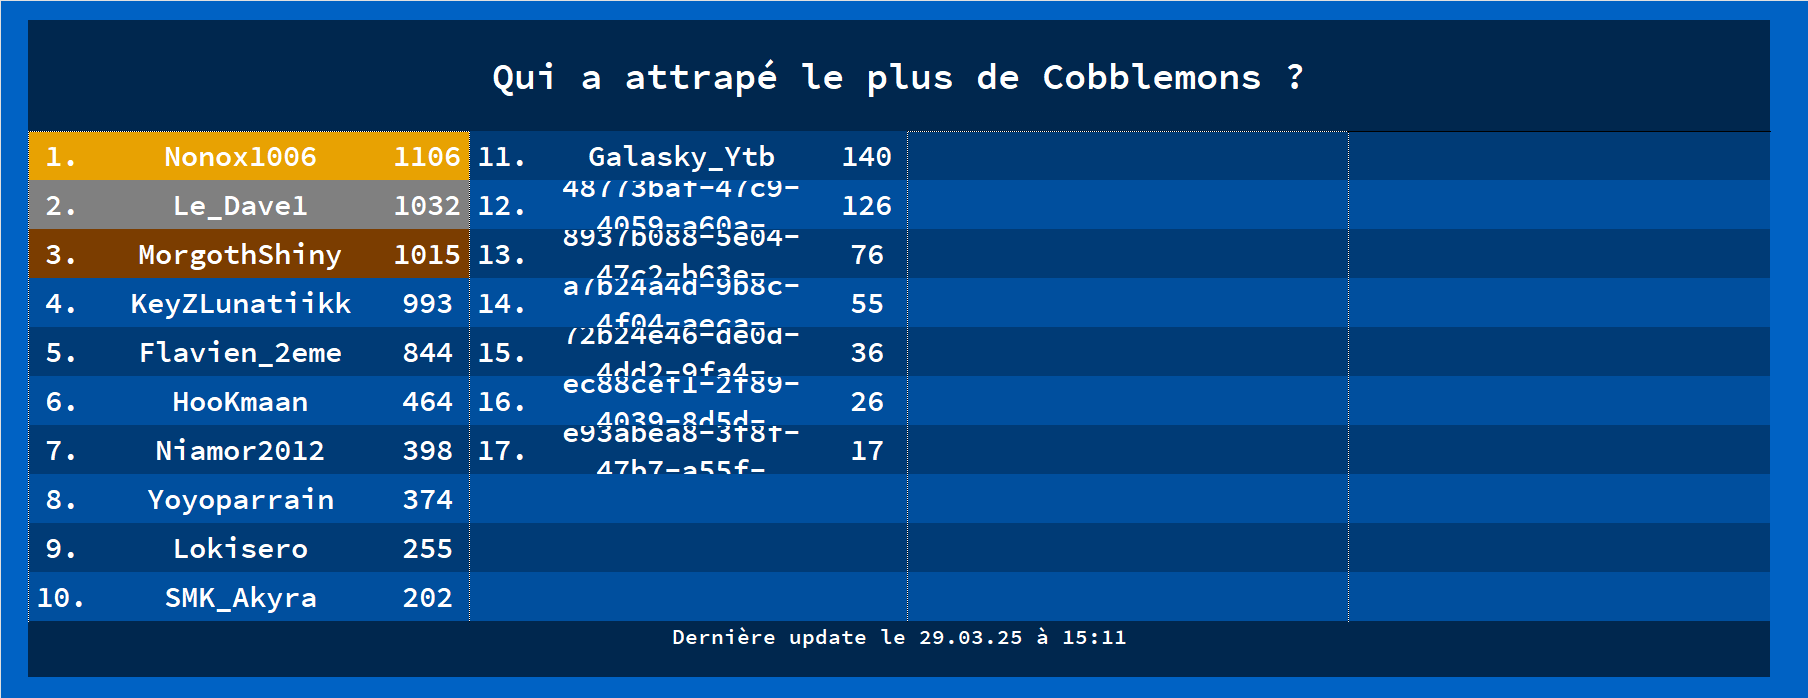 Qui a attrapé le plus de Cobblemons ?
1. Nonox1006 1106
2. Le_Dave1 1032
3. MorgothShiny 1015
4. KeyZLunatiikk 993
5. Flavien_2eme 844
6. HooKmaan 464
7. Niamor2012 398
8. Yoyoparrain 374
9. Lokisero 255
10. SMK_Akyra 202
11. Galasky_Ytb 140
12. 48773baf-47c9-
4059-a60a- 126
13. 8937b088-5e04-
47c2-b63e- 76
14. a7b24a4d-9b8c-
4f04-aeca- 55
15. 72b24e46-de0d-
4dd2-9fa4- 36
16. ec88cef1-2f89-
4039-8d5d- 26
17. e93abea8-3f8f-
47b7-a55f- 17
Dernière update le 29.03.25 à 15:11